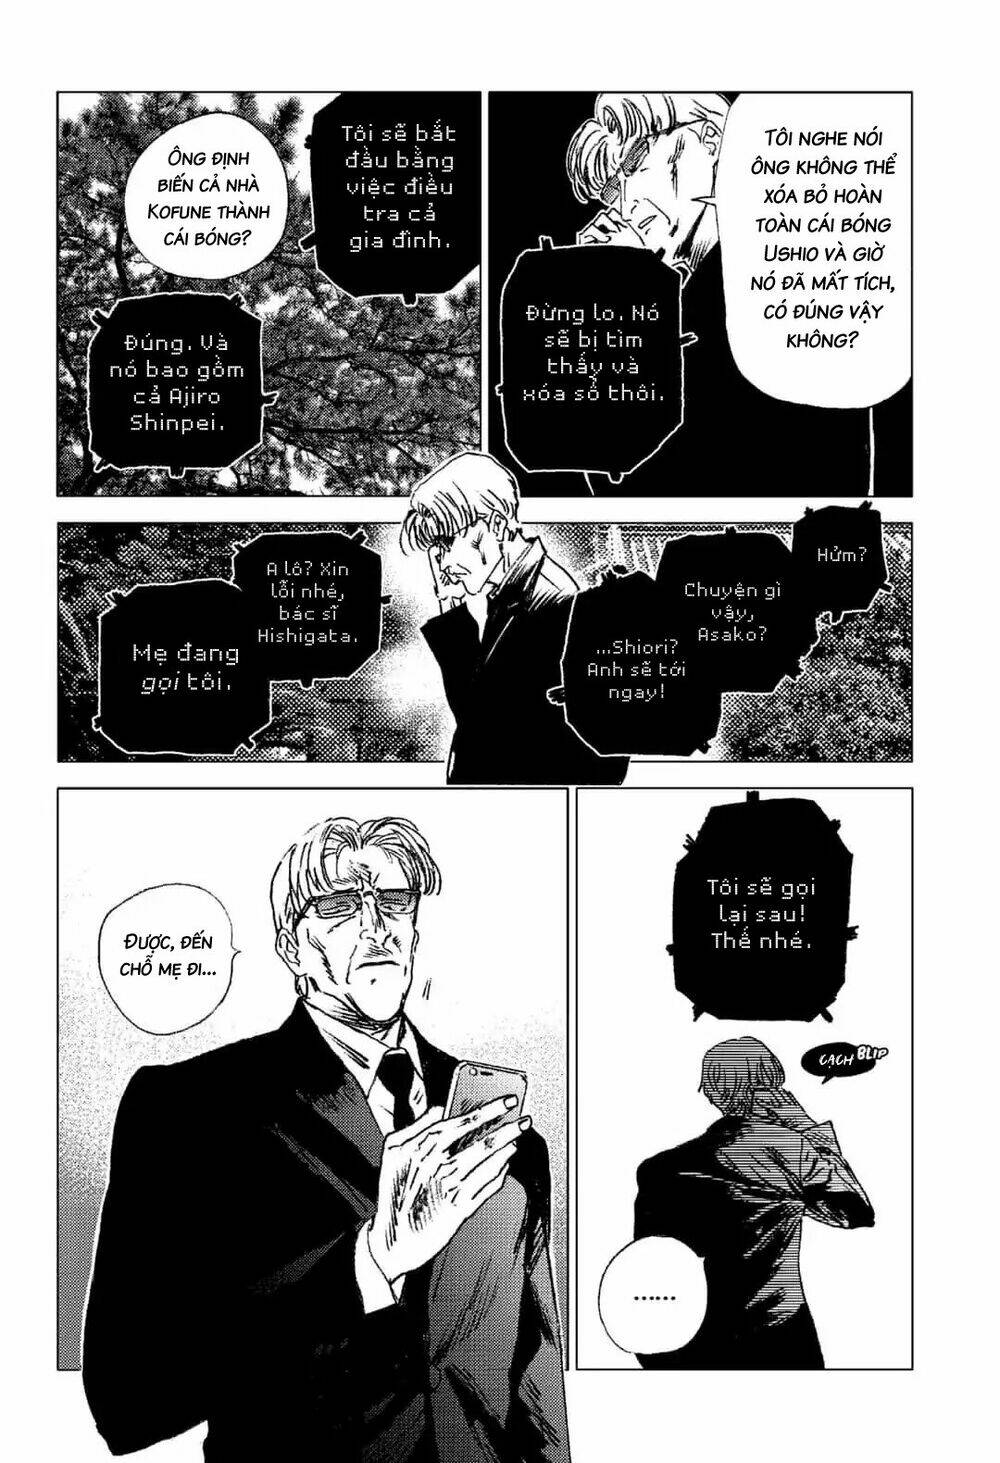 TÔI NGHE NÓI
ÔNG KHÔNG THỂ
XÓA BỎ HOÀN
TOÀN CÁI BÓNG
USHIO VÀ GIỜ
NÓ ĐÃ MẤT TÍCH,
CÓ ĐÚNG VẬY
KHÔNG?
Đừng lo. Nó
sẽ bị tìm
thấy và
xóa sổ thôi.
Tôi sẽ bắt
đầu bằng
việc điều
tra cả
gia đình.
ÔNG ĐỊNH
BIẾN CẢ NHÀ
KOFUNE THÀNH
CÁI BÓNG?
Đúng. Và
nó bao gồm
cả Ajiro
Shinpei.
Hửm?
Chuyện gì
vậy,
Asako?
...Shiori?
Anh sẽ tới
ngay!
A lô? Xin
lỗi nhé,
bác sĩ
Hishigata.
Mẹ đang
gọi tôi.
Tôi sẽ gọi
lại sau!
Thế nhé.
CẠCH BLIP
......
ĐƯỢC, ĐẾN
CHỖ MẸ ĐI...